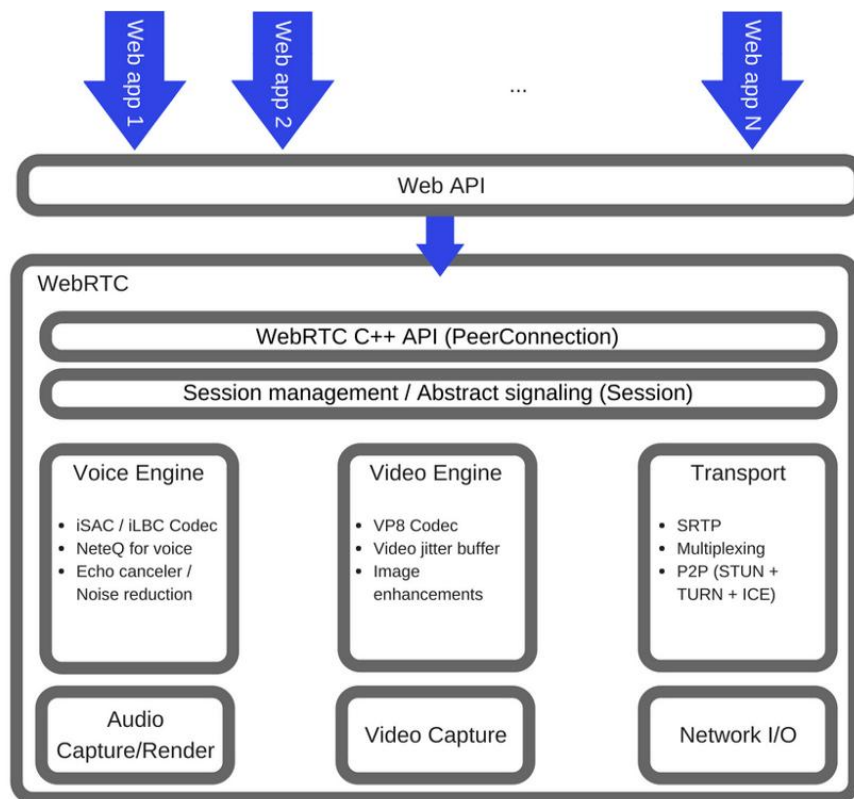 Web app 1
Web app 2
...
Web app N
Web API
WebRTC
WebRTC C++ API (PeerConnection)
Session management / Abstract signaling (Session)
Voice Engine
• iSAC / iLBC Codec
• NeteQ for voice
• Echo canceler /
Noise reduction
Video Engine
• VP8 Codec
• Video jitter buffer
• Image
enhancements
Transport
• SRTP
• Multiplexing
• P2P (STUN +
TURN + ICE)
Audio
Capture/Render
Video Capture
Network I/O